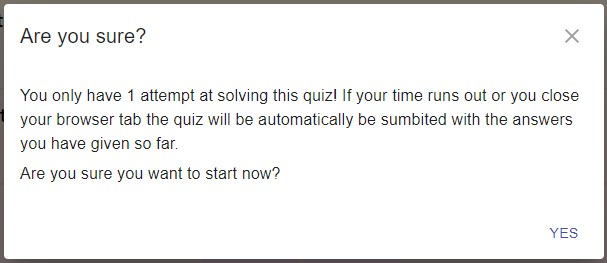 Are you sure?
You only have 1 attempt at solving this quiz! If your time runs out or you close
your browser tab the quiz will be automatically be sumbited with the answers
you have given so far.
Are you sure you want to start now?
YES